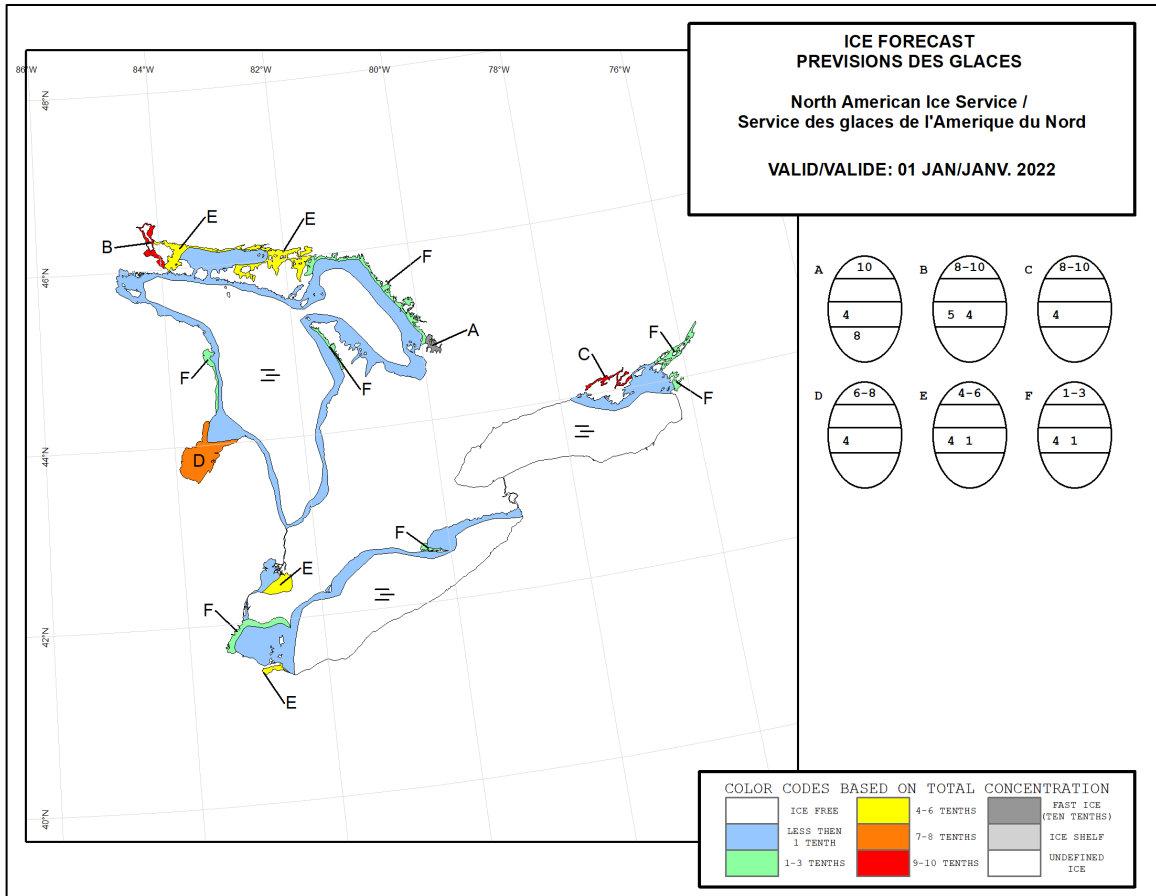 ICE FORECAST
PREVISIONS DES GLACES
North American Ice Service /
Service des glaces de l'Amerique du Nord
VALID/VALIDE: 01 JAN/JANV. 2022
86°W 84°W 82°W 80°W 78°W 76°W
48°N
46°N
44°N
42°N
40°N
B
E
E
F
A
F
F
D
C
F
F
F
E
F
E
A 10
4
8
B 8-10
5 4
C 8-10
4
D 6-8
4
E 4-6
4 1
F 1-3
4 1
COLOR CODES BASED ON TOTAL CONCENTRATION
ICE FREE
LESS THEN
1 TENTH
1-3 TENTHS
4-6 TENTHS
7-8 TENTHS
9-10 TENTHS
FAST ICE
(TEN TENTHS)
ICE SHELF
UNDEFINED
ICE